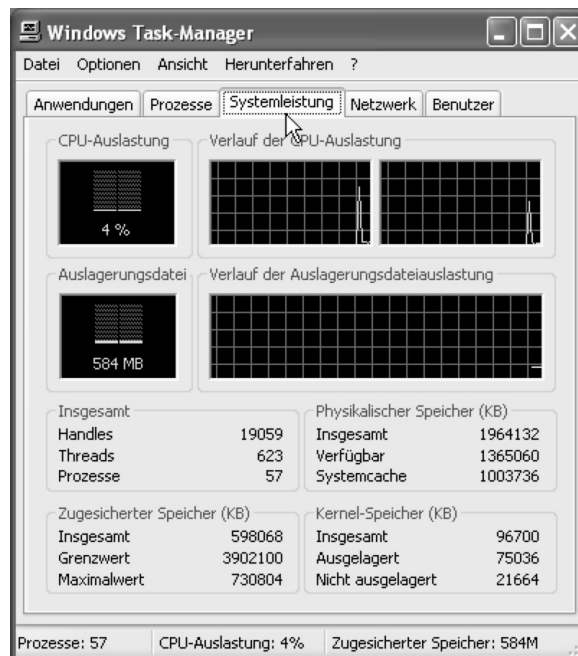 Windows Task-Manager
Datei Optionen Ansicht Herunterfahren ?
Anwendungen Prozesse Systemleistung Netzwerk Benutzer
CPU-Auslastung Verlauf der CPU-Auslastung
4 %
Auslagerungsdatei Verlauf der Auslagerungsdateiauslastung
584 MB
Insgesamt
Handles 19059
Threads 623
Prozesse 57
Physikalischer Speicher (KB)
Insgesamt 1964132
Verfügbar 1365060
Systemcache 1003736
Zugesicherter Speicher (KB)
Insgesamt 598068
Grenzwert 3902100
Maximalwert 730804
Kernel-Speicher (KB)
Insgesamt 96700
Ausgelagert 75036
Nicht ausgelagert 21664
Prozesse: 57 CPU-Auslastung: 4% Zugesicherter Speicher: 584M